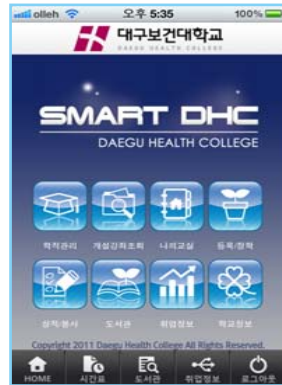 olleh 오후 5:35 100%
대구보건대학교
DAEGU HEALTH COLLEGE
SMART DHC
DAEGU HEALTH COLLEGE
학적관리 개설강좌조회 나의교실 등록/장학
성적/봉사 도서관 취업정보 학교정보
Copyright 2011 Daegu Health College All Rights Reserved.
HOME 시간표 도서관 취업정보 로그아웃